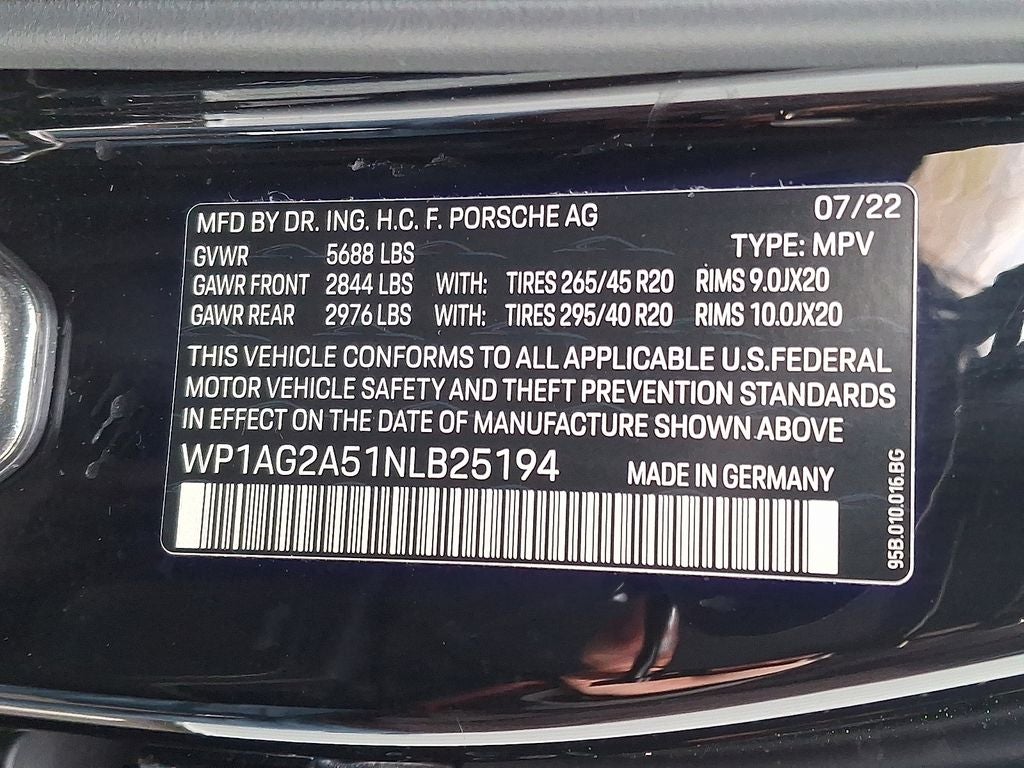 MFD BY DR. ING. H.C. F. PORSCHE AG 07/22
TYPE: MPV
GVWR 5688 LBS
GAWR FRONT 2844 LBS WITH: TIRES 265/45 R20 RIMS 9.0JX20
GAWR REAR 2976 LBS WITH: TIRES 295/40 R20 RIMS 10.0JX20
THIS VEHICLE CONFORMS TO ALL APPLICABLE U.S.FEDERAL
MOTOR VEHICLE SAFETY AND THEFT PREVENTION STANDARDS
IN EFFECT ON THE DATE OF MANUFACTURE SHOWN ABOVE
WP1AG2A51NLB25194 MADE IN GERMANY
95B.010.016.BG